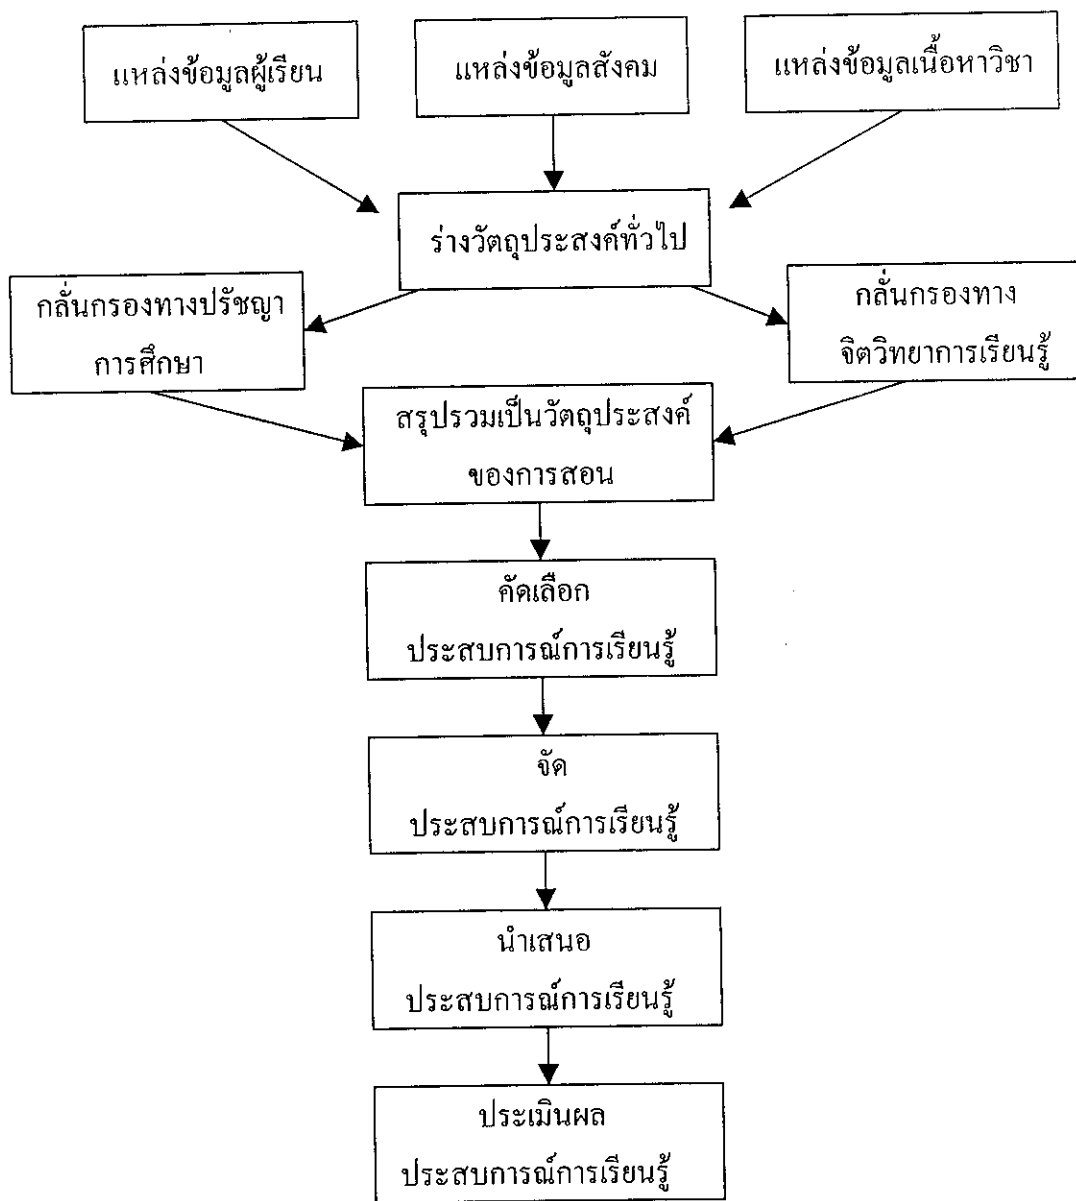 แหล่งข้อมูลผู้เรียน
แหล่งข้อมูลสังคม
แหล่งข้อมูลเนื้อหาวิชา
ร่างวัตถุประสงค์ทั่วไป
กลั่นกรองทางปรัชญา
การศึกษา
กลั่นกรองทาง
จิตวิทยาการเรียนรู้
สรุปรวมเป็นวัตถุประสงค์
ของการสอน
คัดเลือก
ประสบการณ์การเรียนรู้
จัด
ประสบการณ์การเรียนรู้
นำเสนอ
ประสบการณ์การเรียนรู้
ประเมินผล
ประสบการณ์การเรียนรู้